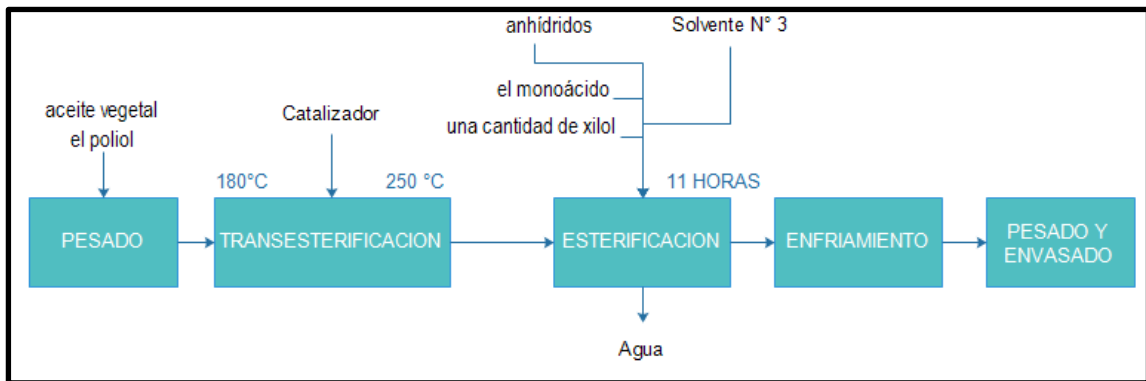 anhídridos
Solvente N° 3
el monoácido
una cantidad de xilol
aceite vegetal
el poliol
Catalizador
180°C
250 °C
11 HORAS
PESADO
TRANSESTERIFICACION
ESTERIFICACION
ENFRIAMIENTO
PESADO Y
ENVASADO
Agua